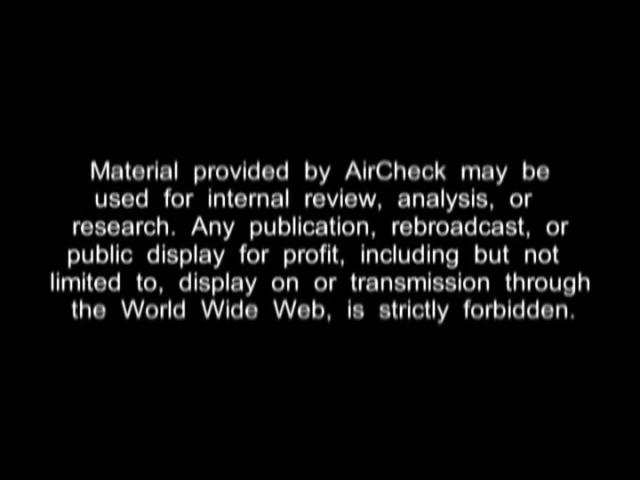 Material provided by AirCheck may be
used for internal review, analysis, or
research. Any publication, rebroadcast, or
public display for profit, including but not
limited to, display on or transmission through
the World Wide Web, is strictly forbidden.